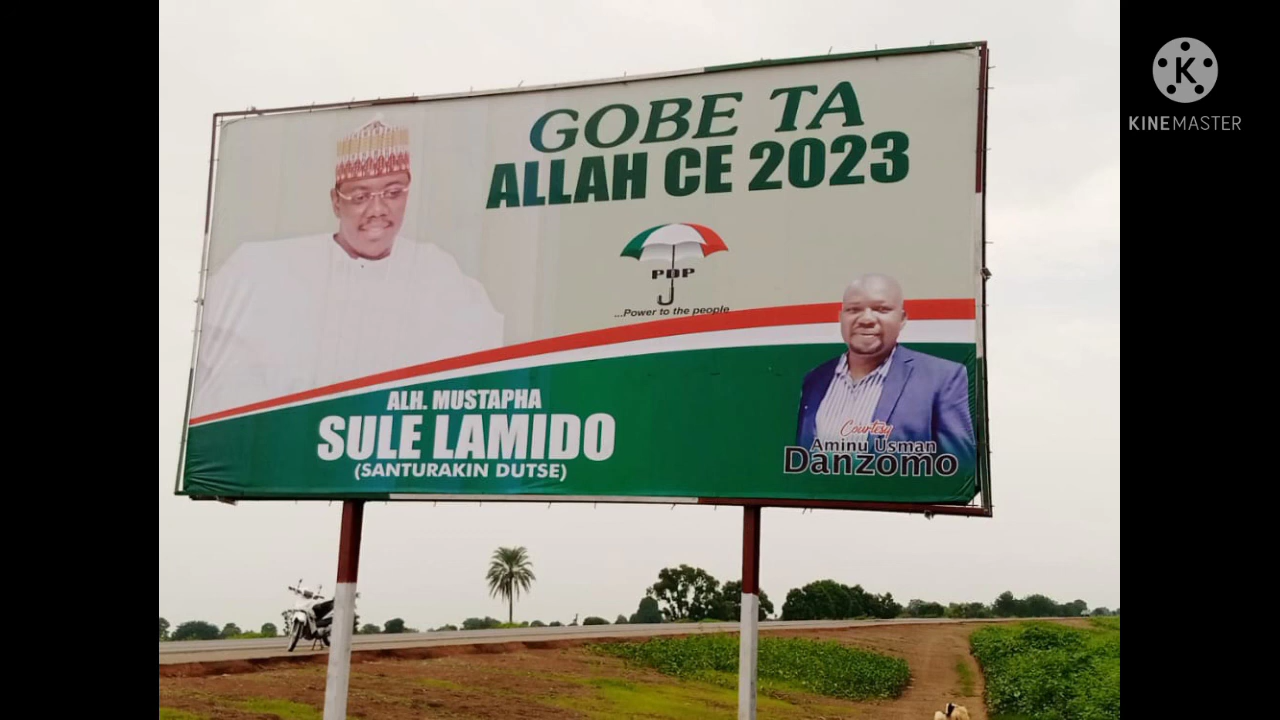 GOBE TA
ALLAH CE 2023
PDP
...Power to the people
ALH. MUSTAPHA
SULE LAMIDO
(SANTURAKIN DUTSE)
Courtesy
Aminu Usman
Danzomo
K
KINEMASTER